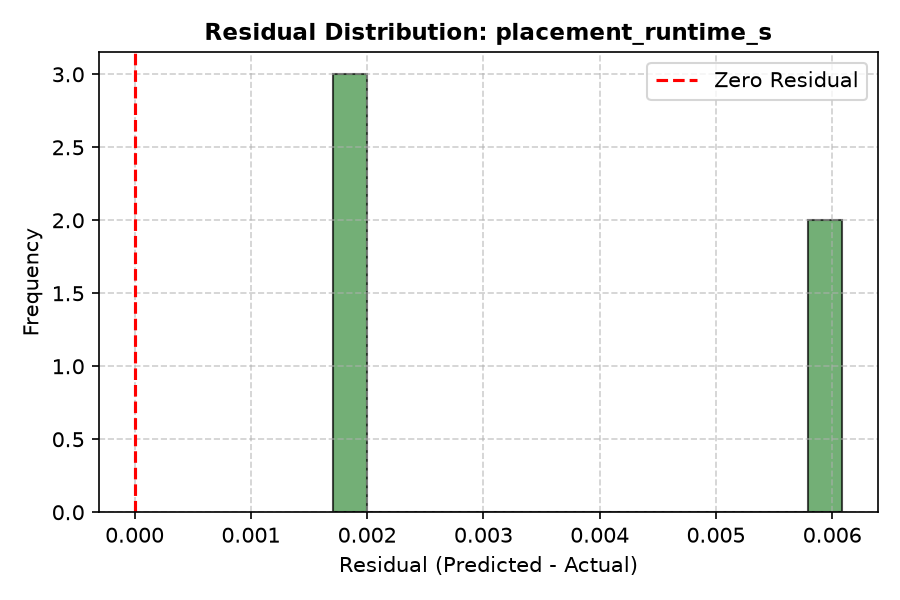 Residual Distribution: placement_runtime_s
Zero Residual
Frequency
3.0
2.5
2.0
1.5
1.0
0.5
0.0
0.000 0.001 0.002 0.003 0.004 0.005 0.006
Residual (Predicted - Actual)